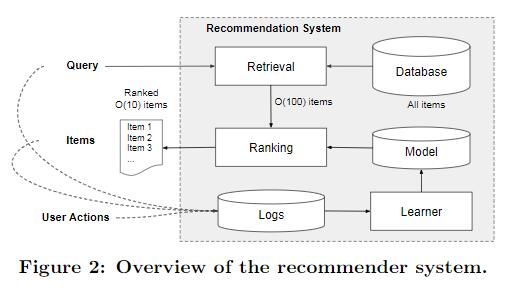 Recommendation System
Query
Retrieval
Database
Ranked
O(10) items
O(100) items
All items
Items
Item 1
Item 2
Item 3
...
Ranking
Model
User Actions
Logs
Learner
Figure 2: Overview of the recommender system.